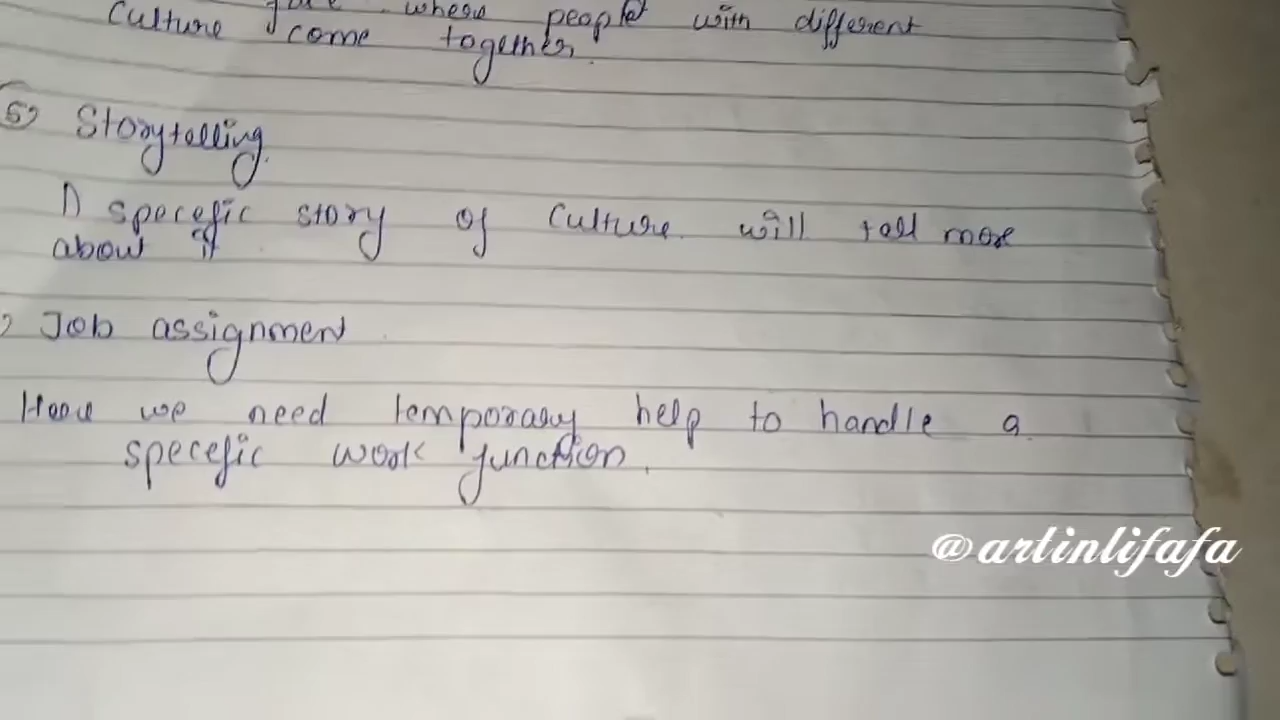 where people with different
culture come together.
5) Storytelling.
A specefic story of culture will tell more
about it
) Job assignment
Here we need temporary help to handle a
specefic work function.
@artinlifafa